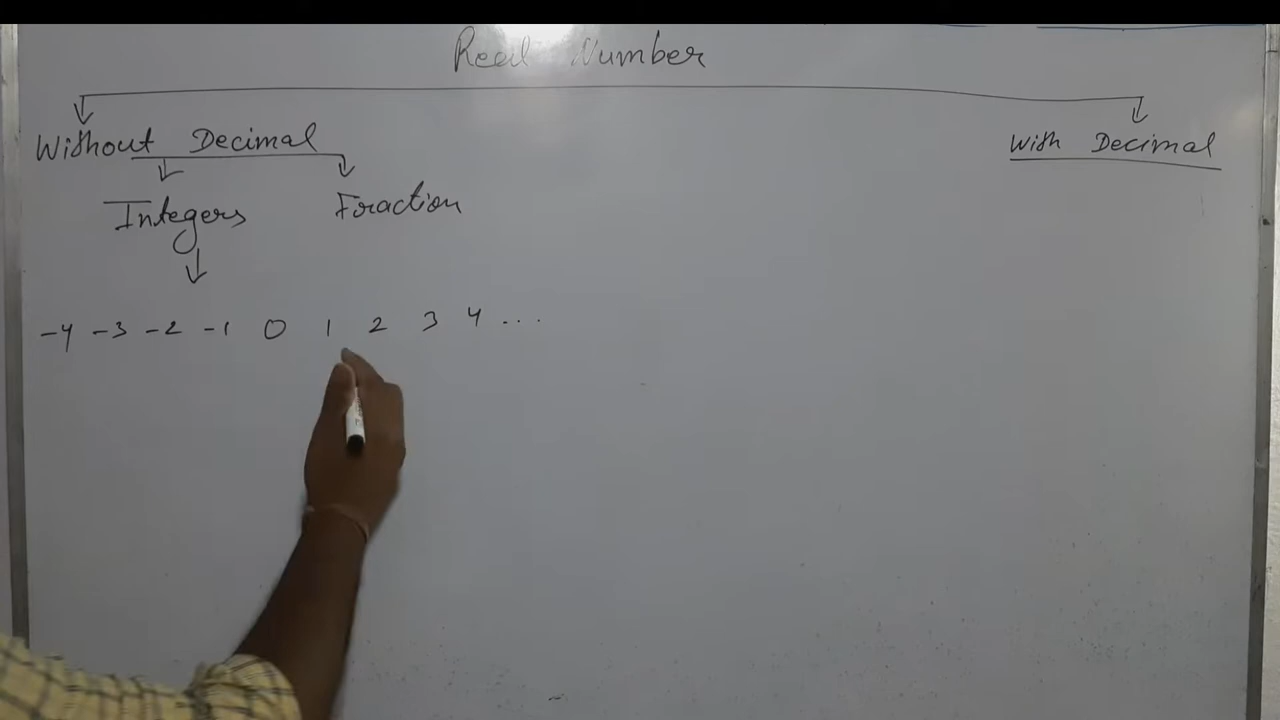 Real Number
Without Decimal
With Decimal
Integers
Fraction
-4 -3 -2 -1 0 1 2 3 4 ...